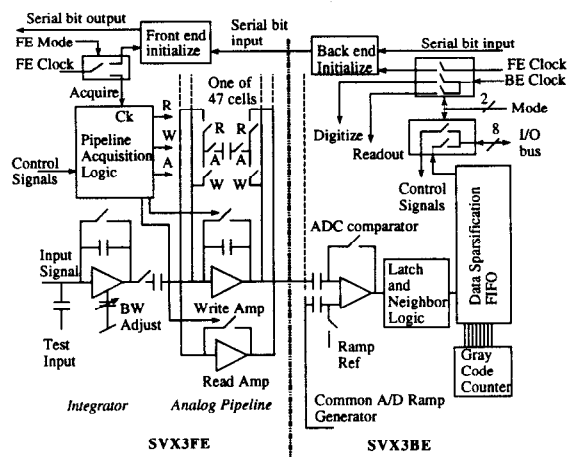 Serial bit output
FE Mode
FE Clock
Acquire
Front end
initialize
Serial bit
input
Back end
Initialize
Serial bit input
FE Clock
BE Clock
2
Mode
8
I/O
bus
Digitize
Readout
Control
Signals
One of
47 cells
R
R
A
A
W
W
Ck
Pipeline
Acquisition
Logic
R
W
A
Control
Signals
Input
Signal
Test
Input
BW
Adjust
Write Amp
Read Amp
ADC comparator
Ramp
Ref
Latch
and
Neighbor
Logic
Data Sparsification
FIFO
Gray
Code
Counter
Common A/D Ramp
Generator
Integrator
Analog Pipeline
SVX3FE
SVX3BE